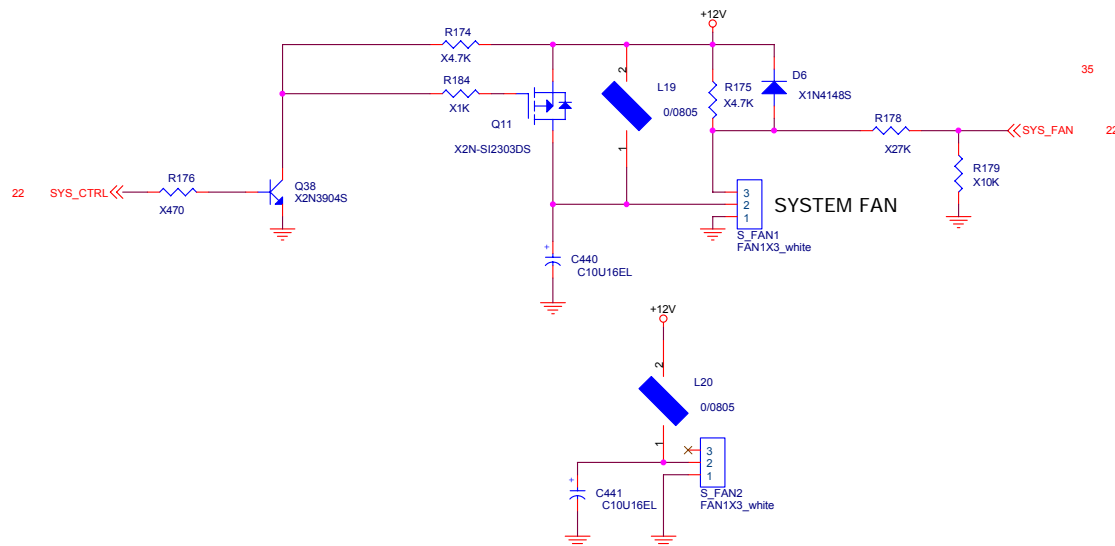 +12V
R174
X4.7K
R184
X1K
Q11
X2N-SI2303DS
2
L19
0/0805
1
R175
X4.7K
D6
X1N4148S
35
R178
X27K
SYS_FAN
22
R179
X10K
22
SYS_CTRL
R176
X470
Q38
X2N3904S
3
2
1
SYSTEM FAN
S_FAN1
FAN1X3_white
+
C440
C10U16EL
+12V
2
L20
0/0805
1
3
2
1
S_FAN2
FAN1X3_white
+
C441
C10U16EL